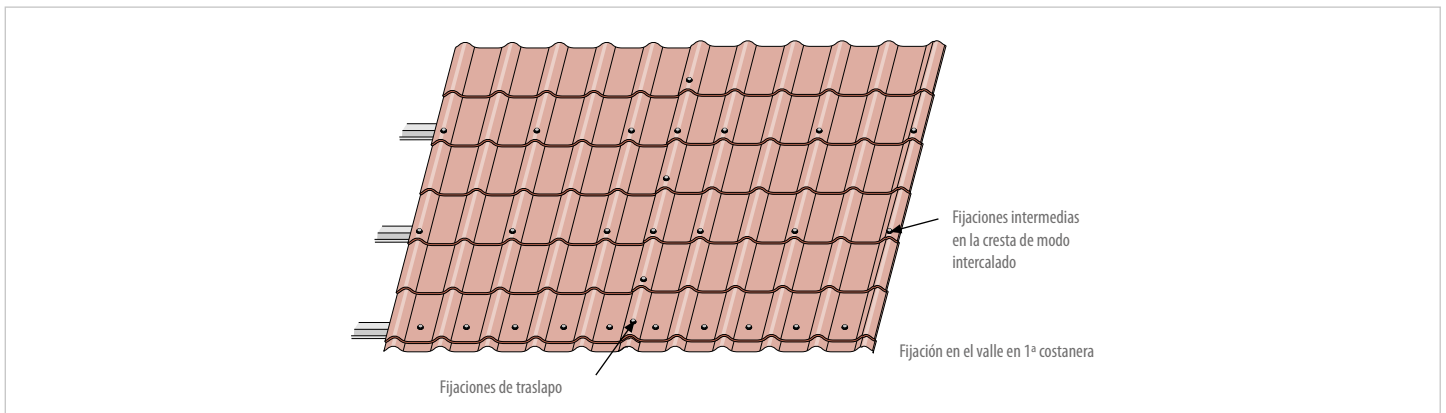 Fijaciones intermedias
en la cresta de modo
intercalado
Fijación en el valle en 1ª costanera
Fijaciones de traslapo